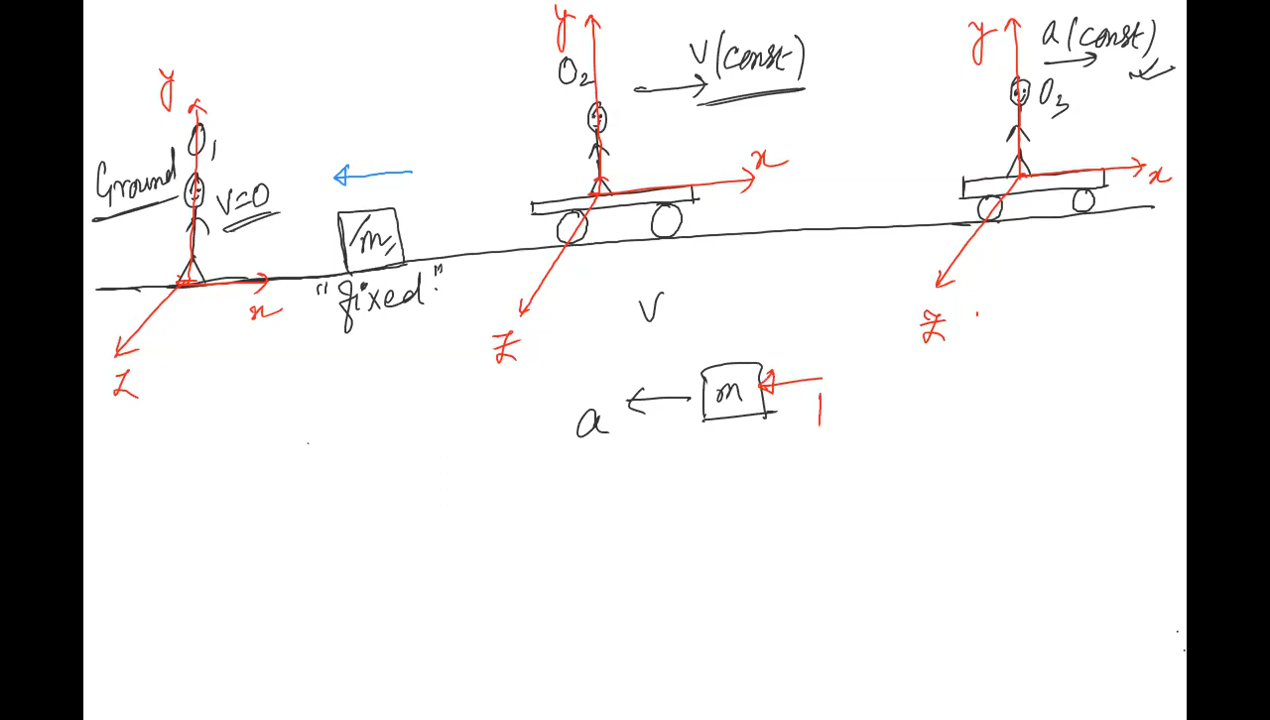 y
O2
V (const)
y
a (const)
O3
y
O1
Ground
V=0
m
x
x
"fixed."
x
z
z
z
V
m
a